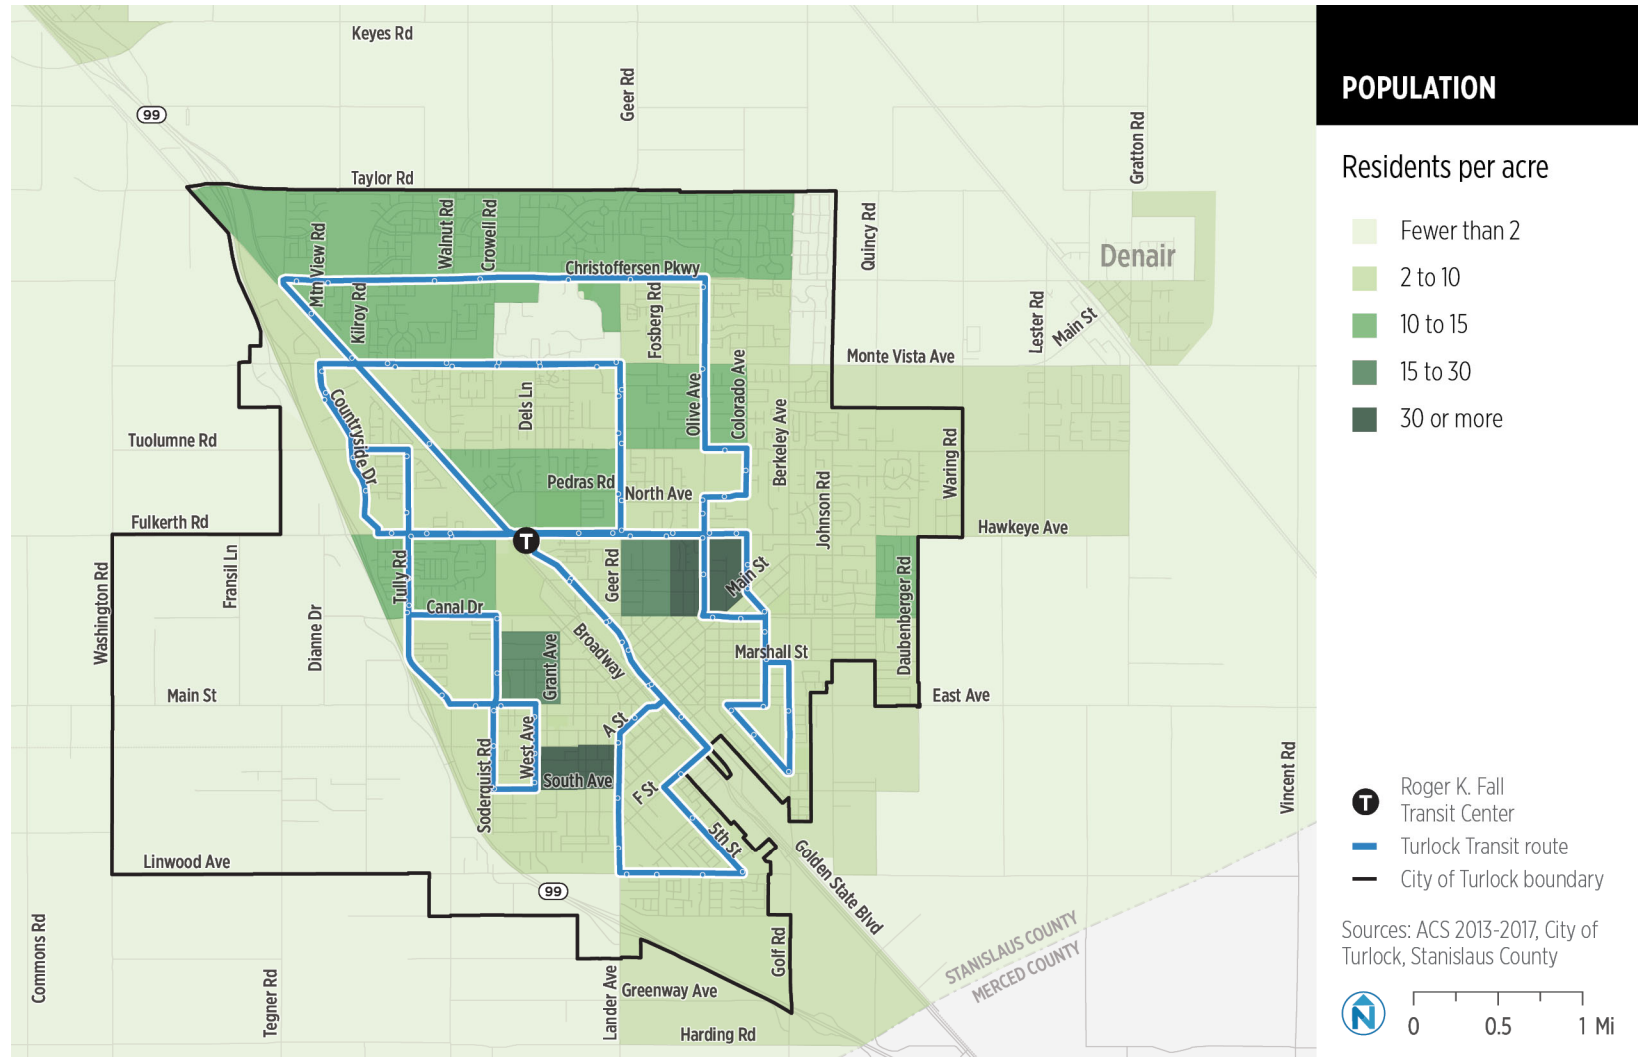 Keyes Rd
99
Geer Rd
Gratton Rd
Taylor Rd
Mtn View Rd
Walnut Rd
Crowell Rd
Quincy Rd
Denair
Christoffersen Pkwy
Kilroy Rd
Fosberg Rd
Lester Rd
Main St
Monte Vista Ave
Countryside Dr
Dels Ln
Olive Ave
Colorado Ave
Berkeley Ave
Tuolumne Rd
Waring Rd
Pedras Rd
North Ave
Johnson Rd
Fulkerth Rd
Hawkeye Ave
T
Washington Rd
Fransil Ln
Tully Rd
Geer Rd
Main St
Daubenberger Rd
Canal Dr
Dianne Dr
Broadway
Grant Ave
Marshall St
Main St
East Ave
A St
West Ave
Soderquist Rd
South Ave
F St
Vincent Rd
5th St
Golden State Blvd
Linwood Ave
99
Commons Rd
Tegner Rd
Lander Ave
Golf Rd
Greenway Ave
Harding Rd
STANISLAUS COUNTY
MERCED COUNTY
POPULATION
Residents per acre
Fewer than 2
2 to 10
10 to 15
15 to 30
30 or more
T
Roger K. Fall
Transit Center
Turlock Transit route
City of Turlock boundary
Sources: ACS 2013-2017, City of
Turlock, Stanislaus County
N
0 0.5 1 Mi